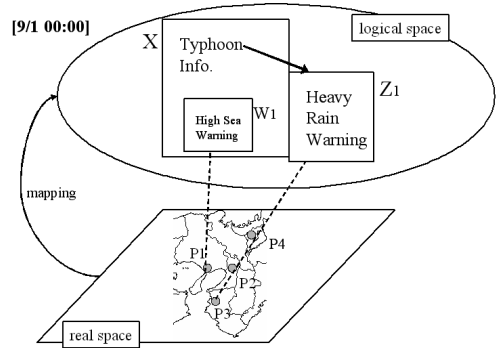 [9/1 00:00]
logical space
X
Typhoon
Info.
Z1
W1
High Sea
Warning
Heavy
Rain
Warning
mapping
P1
P4
P2
P3
real space